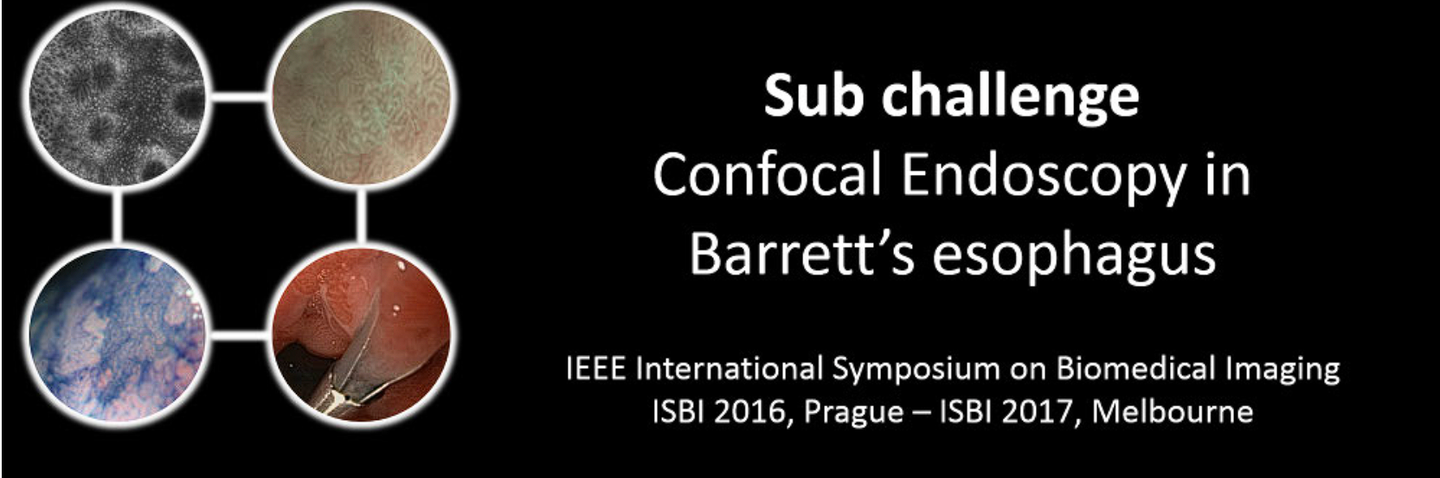 Sub challenge
Confocal Endoscopy in
Barrett’s esophagus
IEEE International Symposium on Biomedical Imaging
ISBI 2016, Prague – ISBI 2017, Melbourne